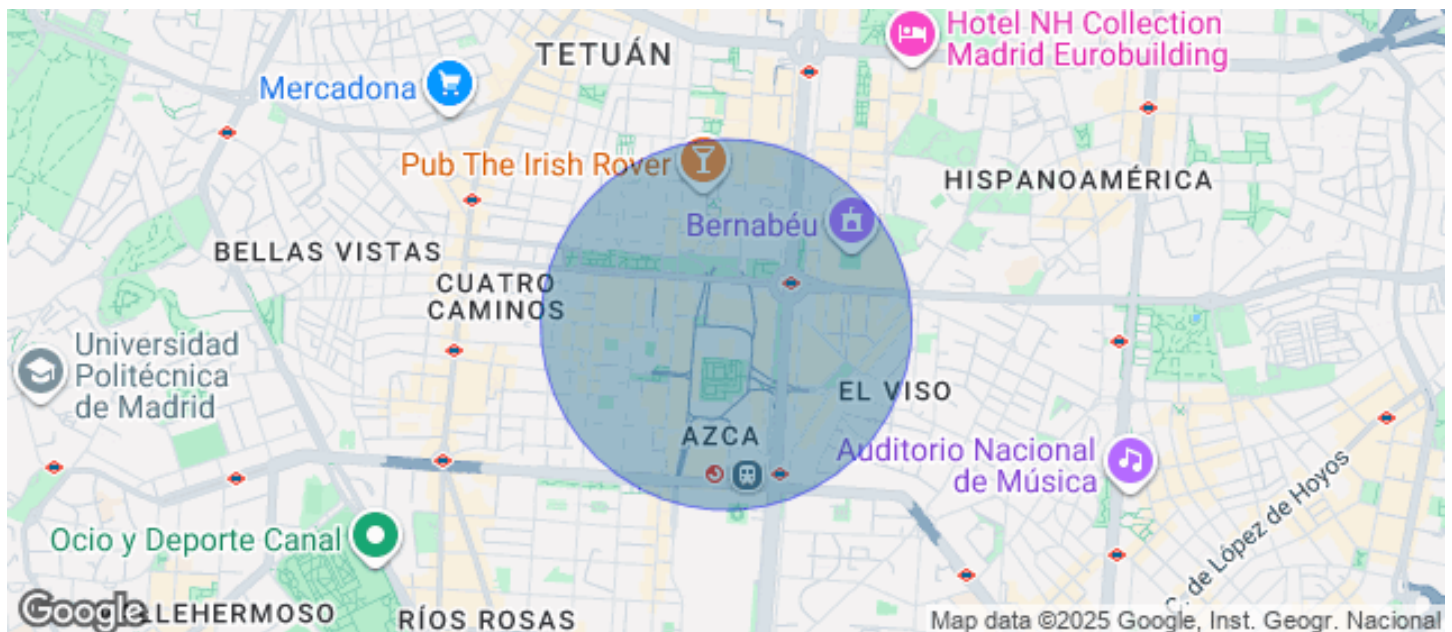 Hotel NH Collection
Madrid Eurobuilding
TETUÁN
Mercadona
Pub The Irish Rover
HISPANOAMÉRICA
Bernabéu
BELLAS VISTAS
CUATRO
CAMINOS
Universidad
Politécnica
de Madrid
EL VISO
AZCA
Auditorio Nacional
de Música
C. de López de Hoyos
Ocio y Deporte Canal
Google
RÍOS ROSAS
Map data ©2025 Google, Inst. Geogr. Nacional